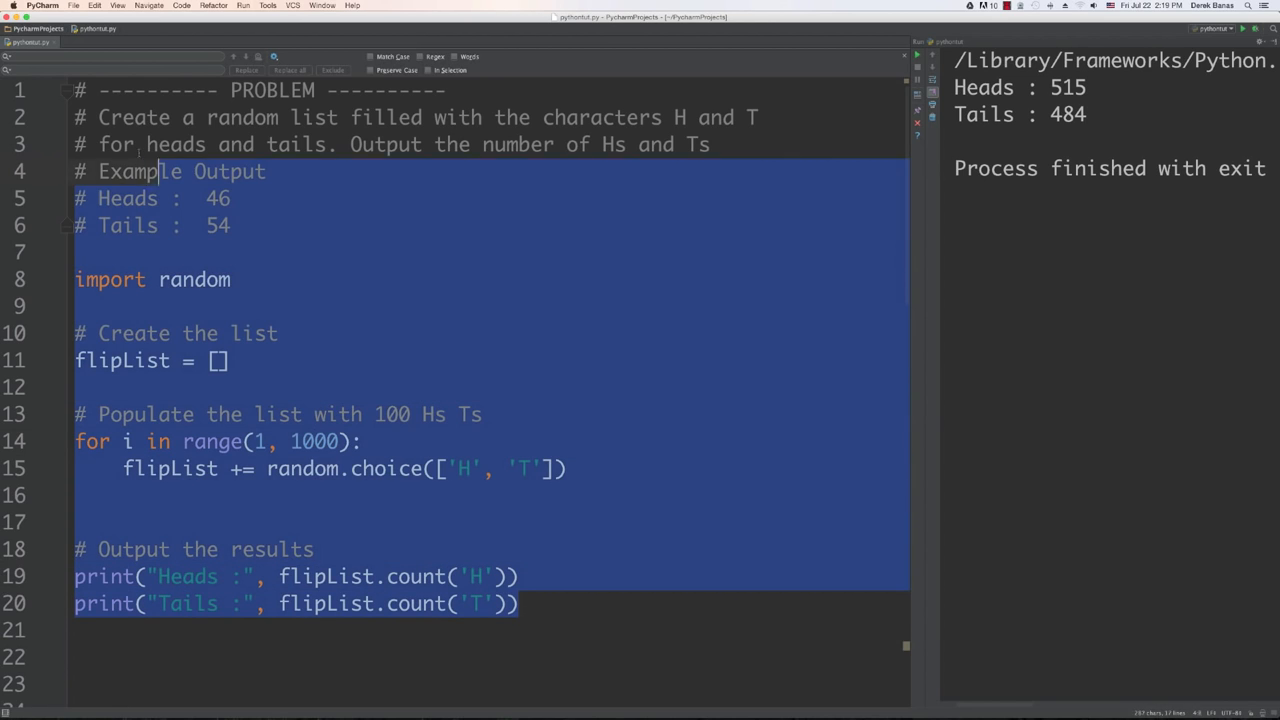 PyCharm File Edit View Navigate Code Refactor Run Tools VCS Window Help 10 Fri Jul 22 2:19 PM Derek Banas
pythontut.py - PycharmProjects - [~/PycharmProjects]
PycharmProjects pythontut.py pythontut
pythontut.py Run pythontut
Match Case Regex Words
Replace Replace all Exclude Preserve Case In Selection
1 # ---------- PROBLEM ----------
2 # Create a random list filled with the characters H and T
3 # for heads and tails. Output the number of Hs and Ts
4 # Example Output
5 # Heads :  46
6 # Tails :  54
7
8 import random
9
10 # Create the list
11 flipList = []
12
13 # Populate the list with 100 Hs Ts
14 for i in range(1, 1000):
15     flipList += random.choice(['H', 'T'])
16
17
18 # Output the results
19 print("Heads :", flipList.count('H'))
20 print("Tails :", flipList.count('T'))
21
22
23
/Library/Frameworks/Python.
Heads : 515
Tails : 484
Process finished with exit